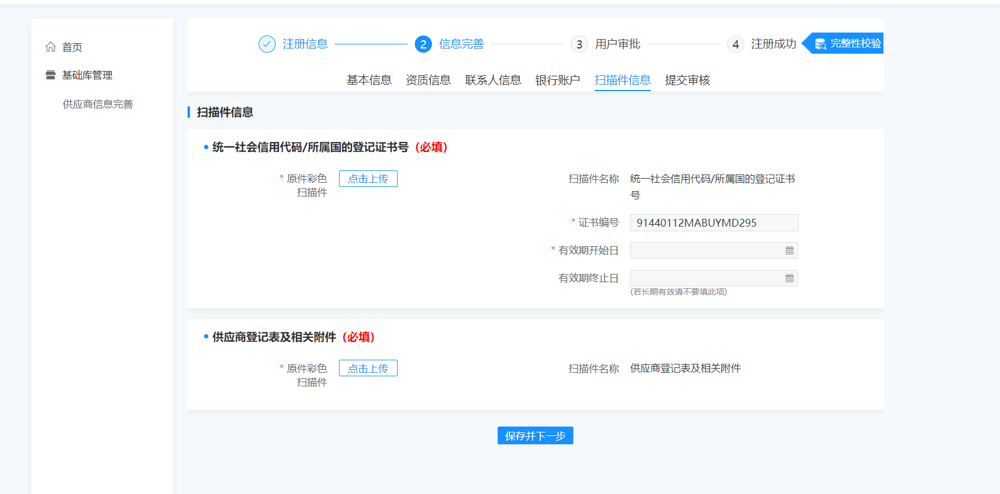 首页
基础库管理
供应商信息完善
注册信息
2 信息完善
3 用户审批
4 注册成功
完整性校验
基本信息 资质信息 联系人信息 银行账户 扫描件信息 提交审核
扫描件信息
统一社会信用代码/所属国的登记证书号（必填）
* 原件彩色
扫描件
点击上传
扫描件名称 统一社会信用代码/所属国的登记证书
号
* 证书编号 91440112MABUYMD295
* 有效期开始日
有效期终止日
(若长期有效请不要填此项)
供应商登记表及相关附件（必填）
* 原件彩色
扫描件
点击上传
扫描件名称 供应商登记表及相关附件
保存并下一步